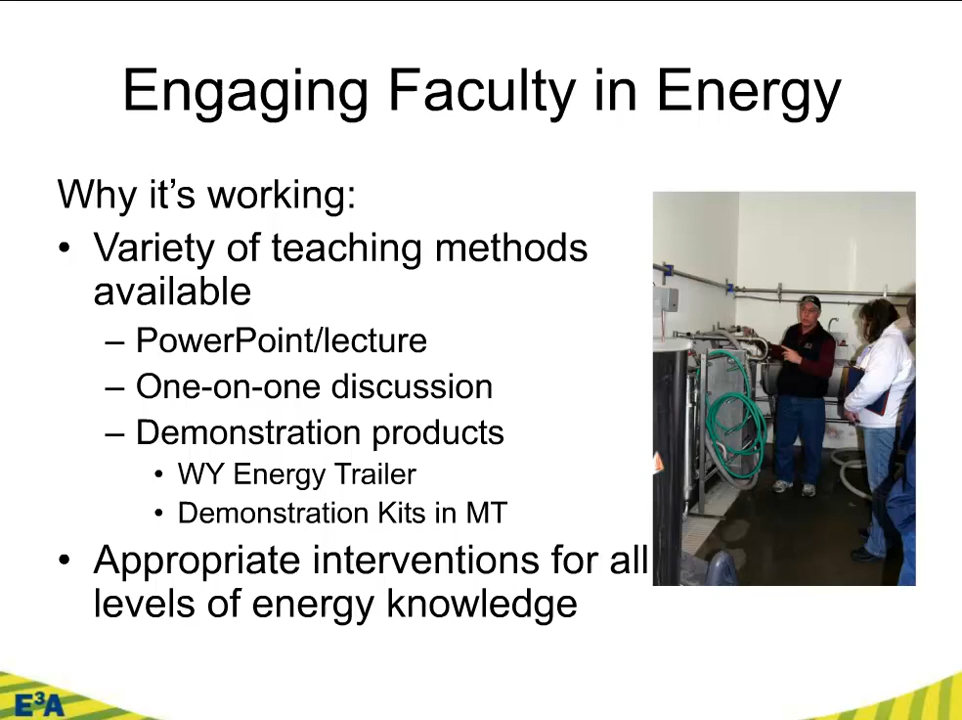 Engaging Faculty in Energy
Why it’s working:
• Variety of teaching methods
available
– PowerPoint/lecture
– One-on-one discussion
– Demonstration products
• WY Energy Trailer
• Demonstration Kits in MT
• Appropriate interventions for all
levels of energy knowledge
E³A